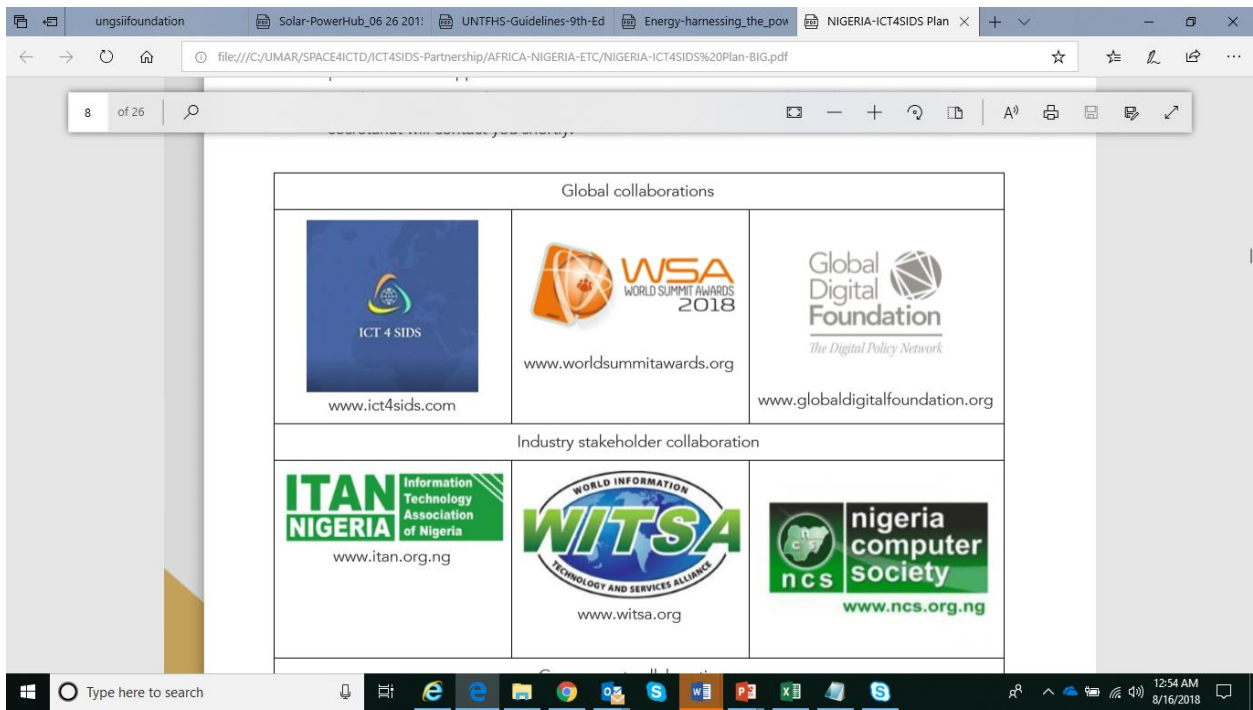 ungsiifoundation
Solar-PowerHub_06 26 201
UNTFHS-Guidelines-9th-Ed
Energy-harnessing_the_pow
NIGERIA-ICT4SIDS Plan
file:///C:/UMAR/SPACE4ICTD/ICT4SIDS-Partnership/AFRICA-NIGERIA-ETC/NIGERIA-ICT4SIDS%20Plan-BIG.pdf
8 of 26
secretariat will contact you shortly.
Global collaborations
ICT 4 SIDS
www.ict4sids.com
WSA
WORLD SUMMIT AWARDS
2018
www.worldsummitawards.org
Global
Digital
Foundation
The Digital Policy Network
www.globaldigitalfoundation.org
Industry stakeholder collaboration
ITAN
NIGERIA
Information
Technology
Association
of Nigeria
www.itan.org.ng
WORLD INFORMATION
WITSA
TECHNOLOGY AND SERVICES ALLIANCE
www.witsa.org
ncs
nigeria
computer
society
www.ncs.org.ng
Type here to search
12:54 AM
8/16/2018